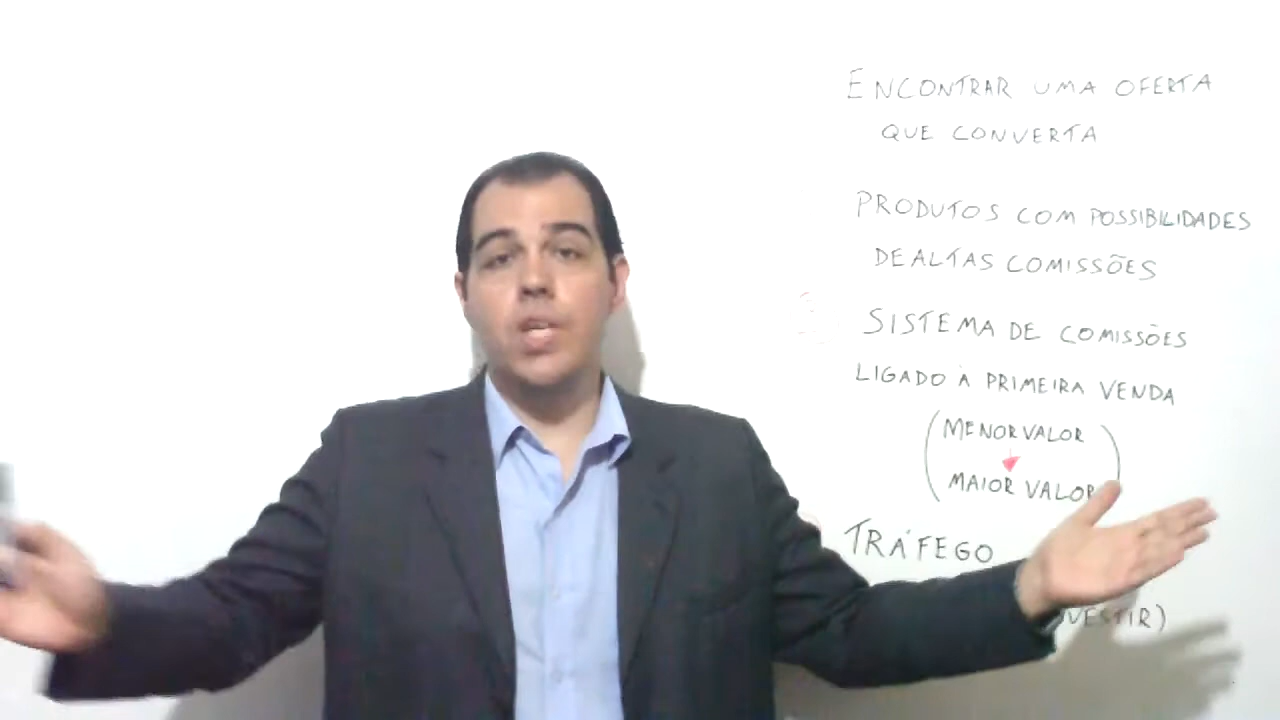 ENCONTRAR UMA OFERTA
QUE CONVERTA
PRODUTOS COM POSSIBILIDADES
DE ALTAS COMISSÕES
SISTEMA DE COMISSÕES
LIGADO À PRIMEIRA VENDA
(MENOR VALOR
MAIOR VALOR)
TRÁFEGO